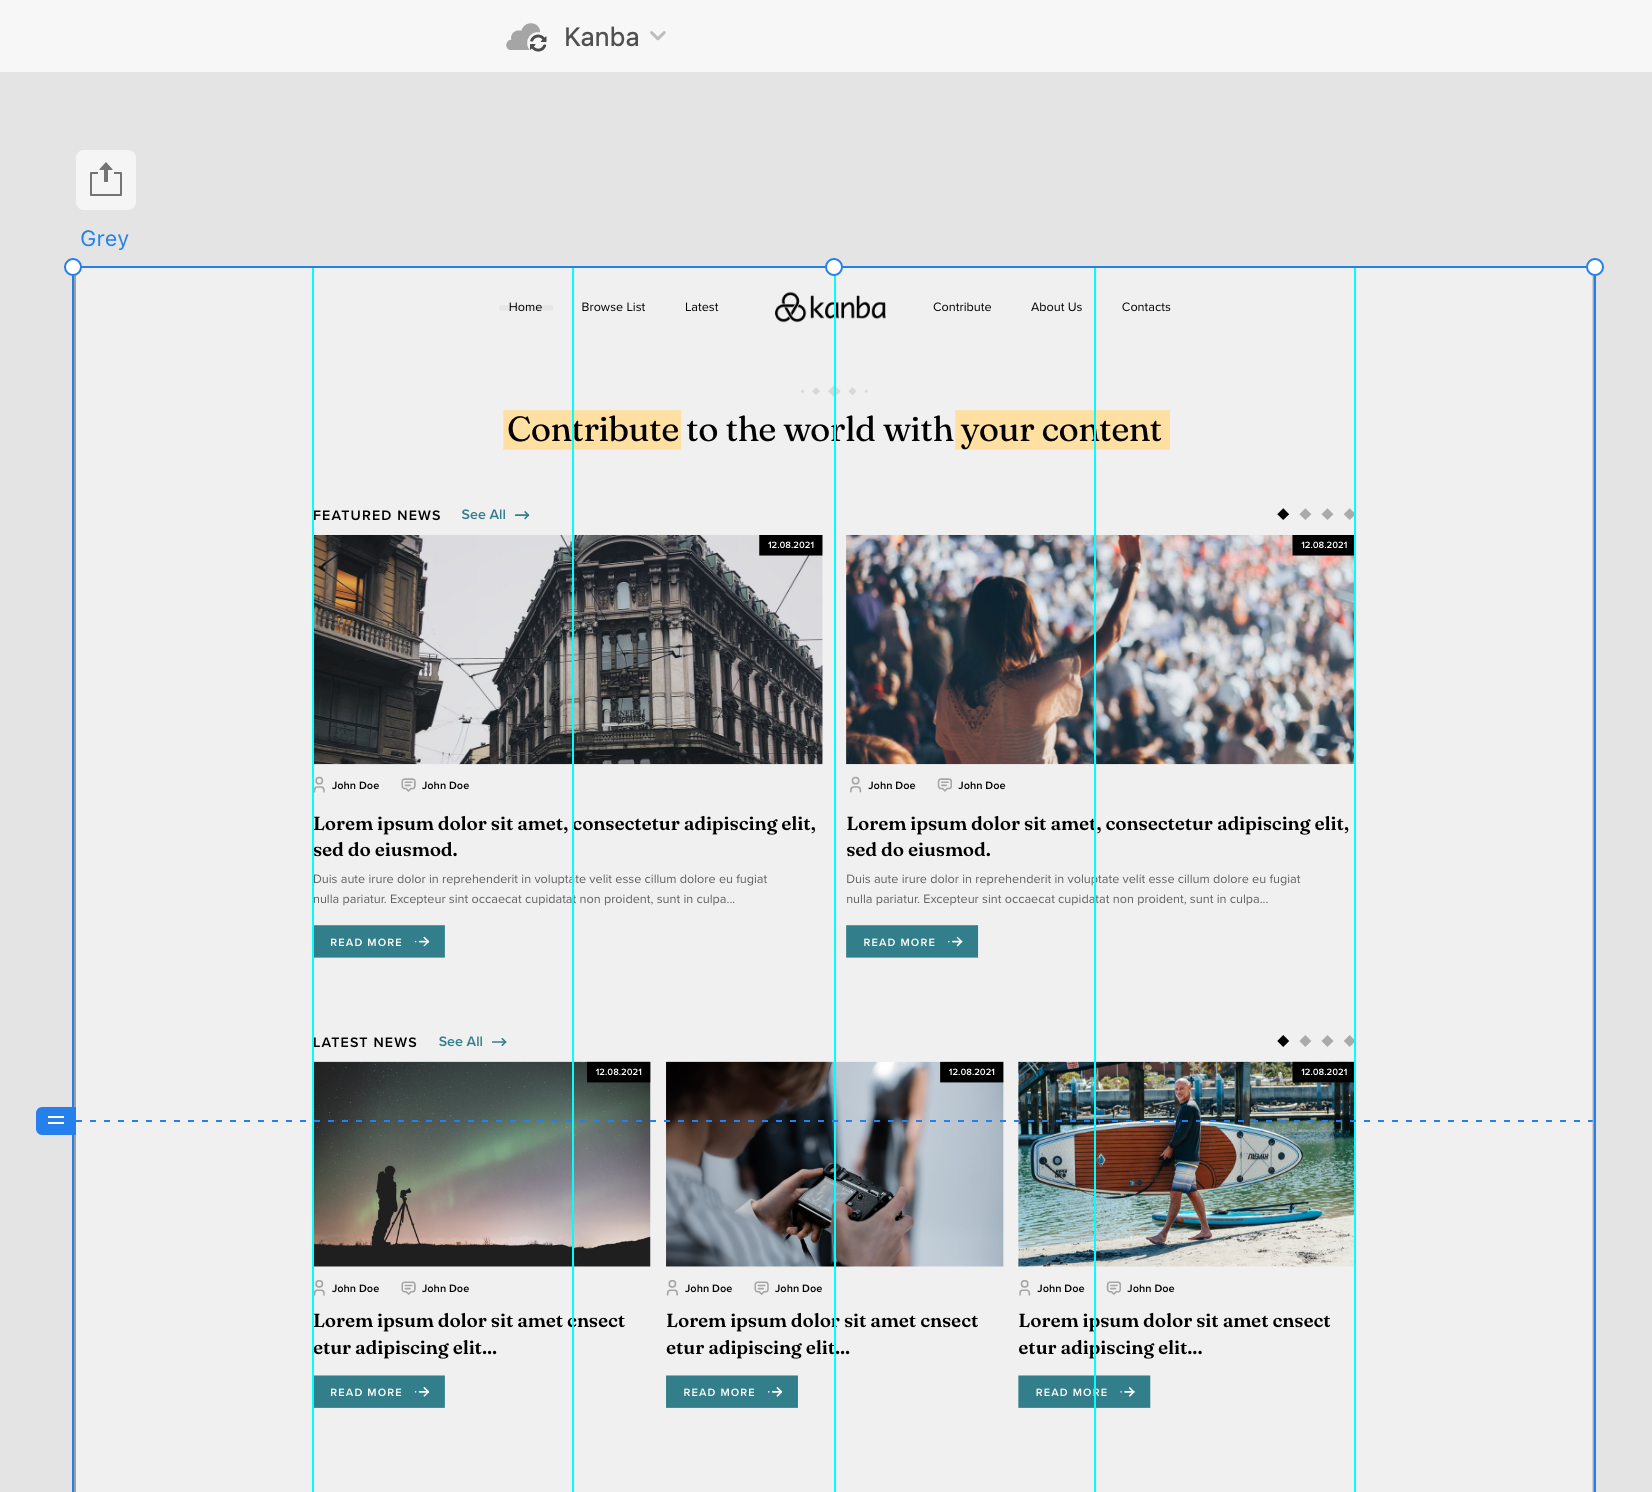 Kanba
Grey
Home Browse List Latest kanba Contribute About Us Contacts
Contribute to the world with your content
FEATURED NEWS See All
12.08.2021 12.08.2021
John Doe John Doe John Doe John Doe
Lorem ipsum dolor sit amet, consectetur adipiscing elit,
sed do eiusmod.
Duis aute irure dolor in reprehenderit in voluptate velit esse cillum dolore eu fugiat
nulla pariatur. Excepteur sint occaecat cupidatat non proident, sunt in culpa...
READ MORE
Lorem ipsum dolor sit amet, consectetur adipiscing elit,
sed do eiusmod.
Duis aute irure dolor in reprehenderit in voluptate velit esse cillum dolore eu fugiat
nulla pariatur. Excepteur sint occaecat cupidatat non proident, sunt in culpa...
READ MORE
LATEST NEWS See All
12.08.2021 12.08.2021 12.08.2021
John Doe John Doe John Doe John Doe John Doe John Doe
Lorem ipsum dolor sit amet cnsect
etur adipiscing elit...
READ MORE
Lorem ipsum dolor sit amet cnsect
etur adipiscing elit...
READ MORE
Lorem ipsum dolor sit amet cnsect
etur adipiscing elit...
READ MORE